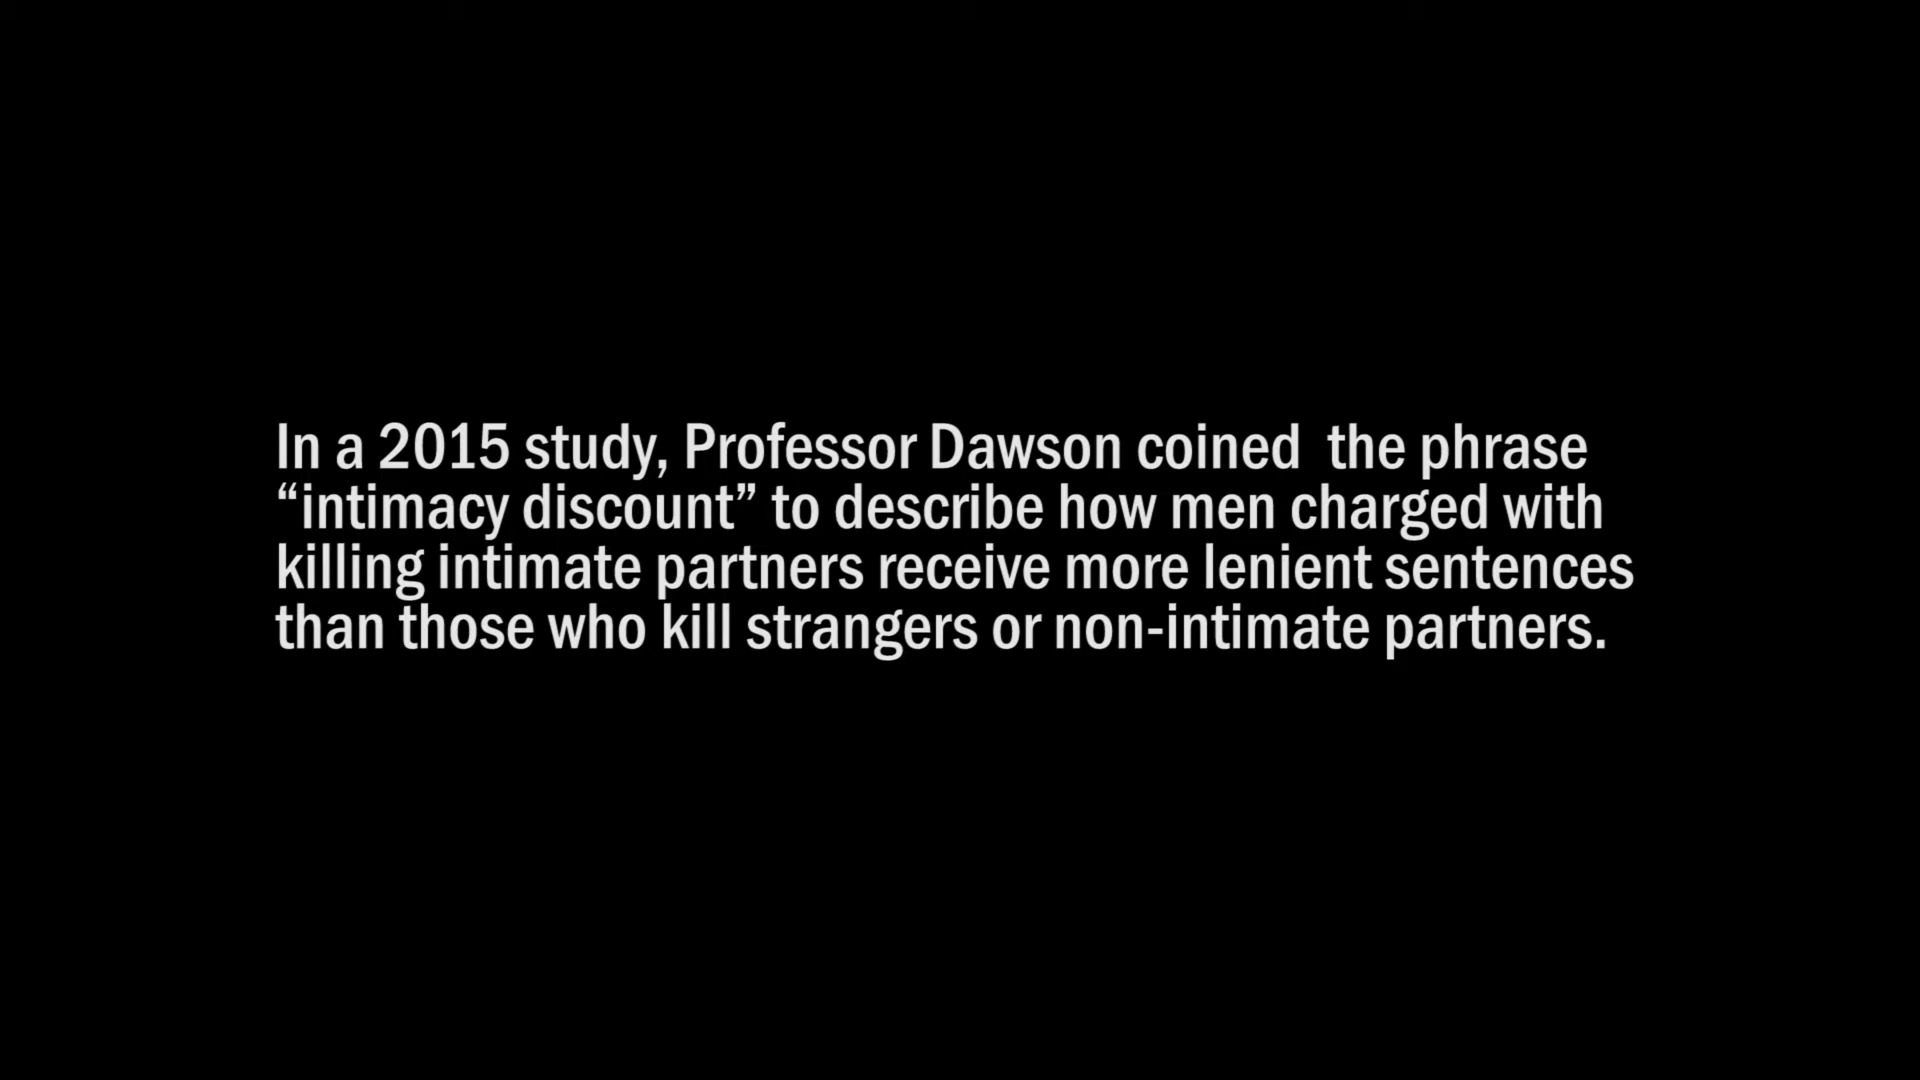 In a 2015 study, Professor Dawson coined  the phrase
“intimacy discount” to describe how men charged with
killing intimate partners receive more lenient sentences
than those who kill strangers or non-intimate partners.